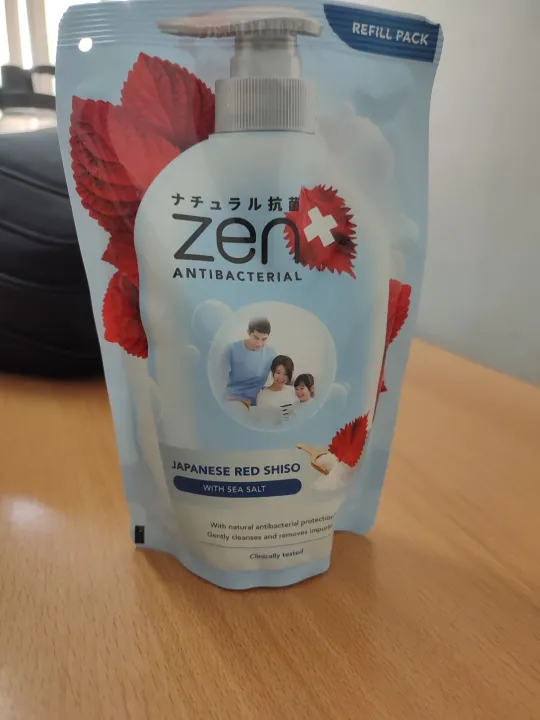 REFILL PACK
ナチュラル抗菌
zen
ANTIBACTERIAL
JAPANESE RED SHISO
WITH SEA SALT
With natural antibacterial protection
Gently cleanses and removes
Clinically tested